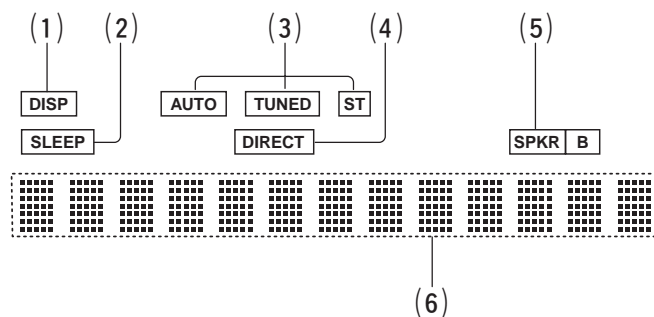 (1) (2) (3) (4) (5)
DISP AUTO TUNED ST
SLEEP DIRECT SPKR B
(6)